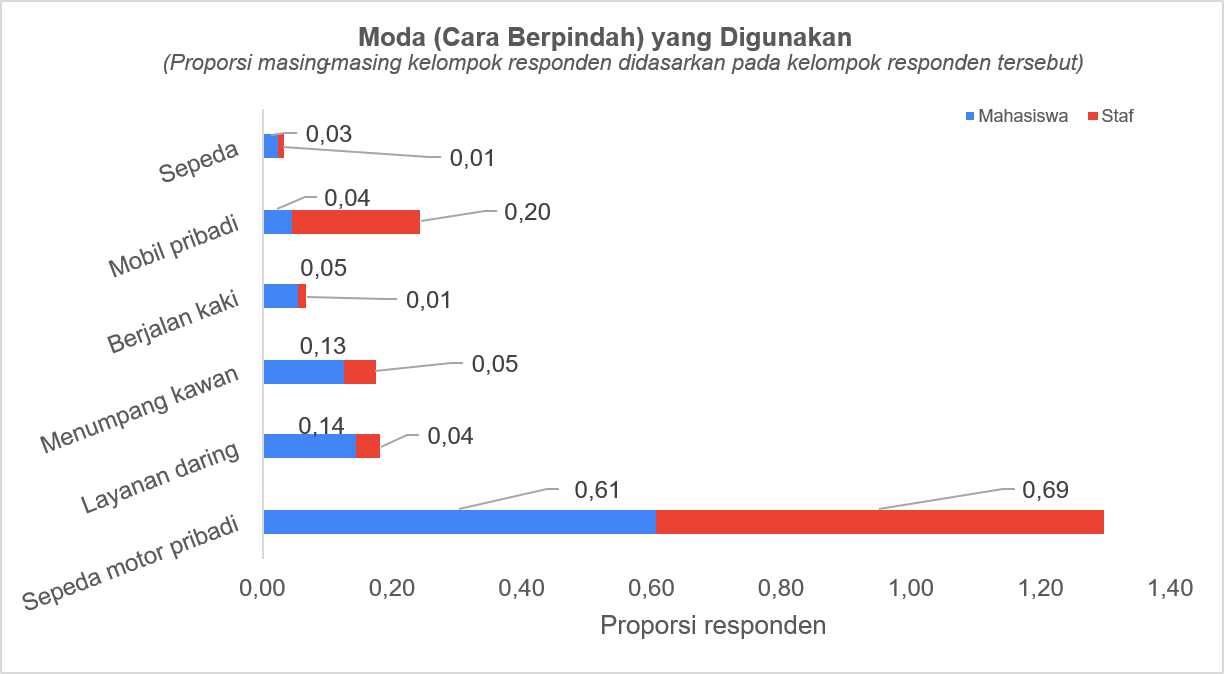 Moda (Cara Berpindah) yang Digunakan
(Proporsi masing-masing kelompok responden didasarkan pada kelompok responden tersebut)
Mahasiswa Staf
Sepeda 0,03 0,01
Mobil pribadi 0,04 0,20
Berjalan kaki 0,05 0,01
Menumpang kawan 0,13 0,05
Layanan daring 0,14 0,04
Sepeda motor pribadi 0,61 0,69
0,00 0,20 0,40 0,60 0,80 1,00 1,20 1,40
Proporsi responden